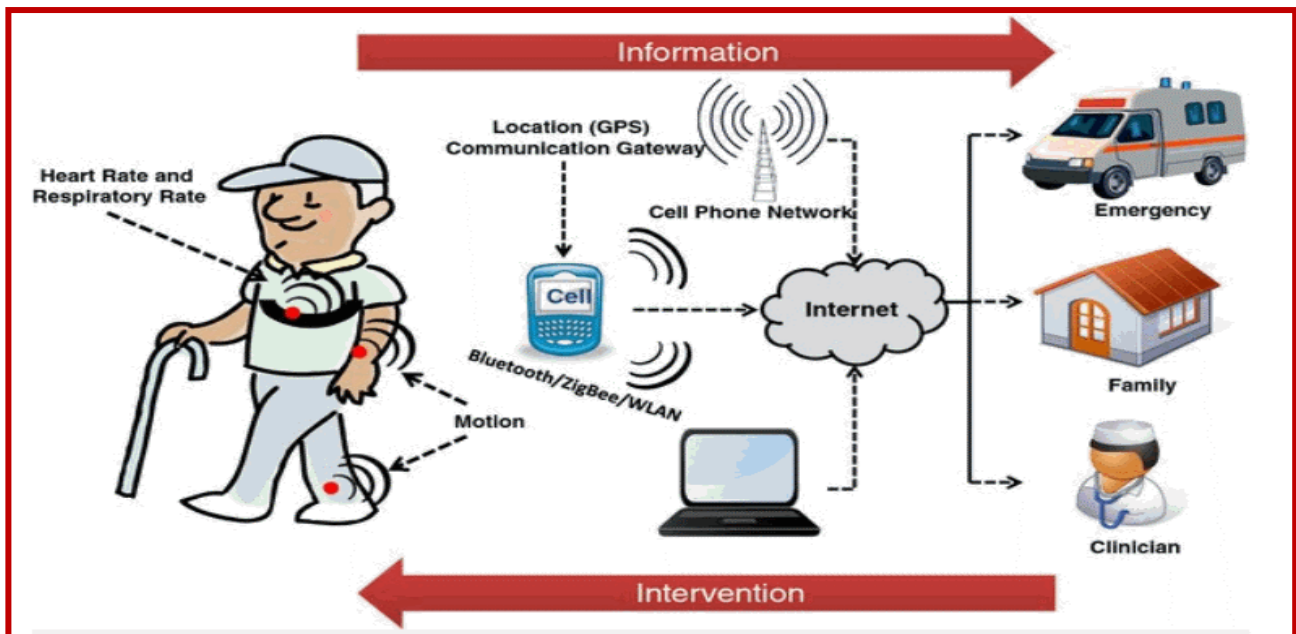 Information
Location (GPS)
Communication Gateway
Heart Rate and
Respiratory Rate
Cell Phone Network
Emergency
Cell
Internet
Bluetooth/ZigBee/WLAN
Family
Motion
Clinician
Intervention